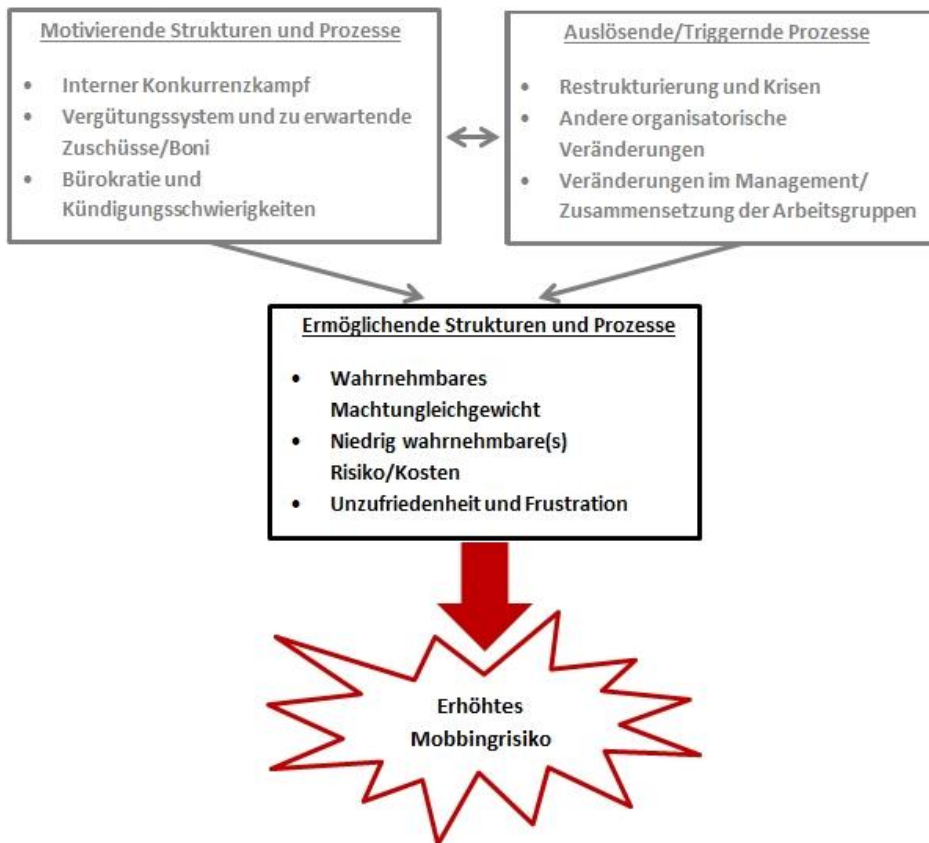 Motivierende Strukturen und Prozesse
• Interner Konkurrenzkampf
• Vergütungssystem und zu erwartende
Zuschüsse/Boni
• Bürokratie und
Kündigungsschwierigkeiten
Auslösende/Triggernde Prozesse
• Restrukturierung und Krisen
• Andere organisatorische
Veränderungen
• Veränderungen im Management/
Zusammensetzung der Arbeitsgruppen
Ermöglichende Strukturen und Prozesse
• Wahrnehmbares
Machtungleichgewicht
• Niedrig wahrnehmbare(s)
Risiko/Kosten
• Unzufriedenheit und Frustration
Erhöhtes
Mobbingrisiko